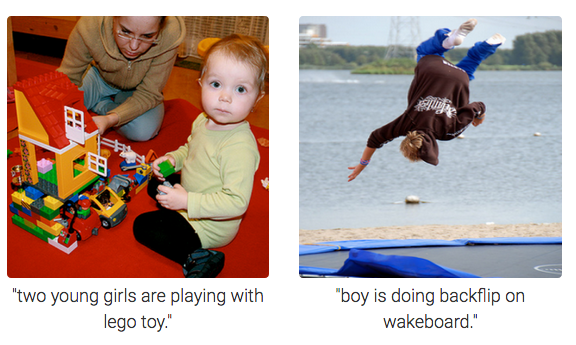 "two young girls are playing with
lego toy."
"boy is doing backflip on
wakeboard."